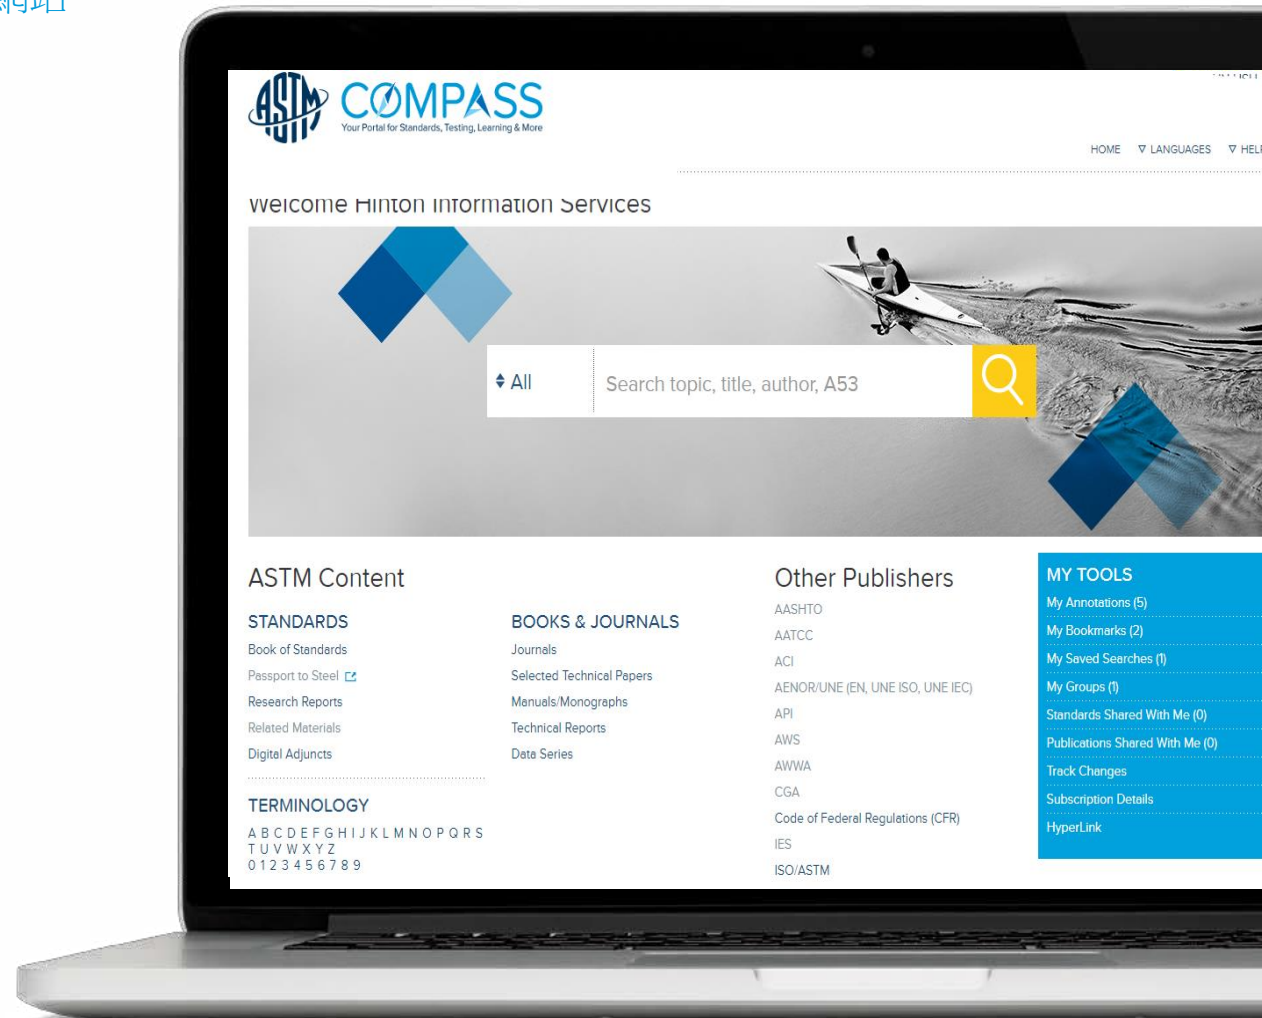 網站
ASTM
COMPASS
Your Portal for Standards, Testing, Learning & More
HOME ▽ LANGUAGES ▽ HELP
Welcome Hinton Information Services
All
Search topic, title, author, A53
ASTM Content
STANDARDS
Book of Standards
Passport to Steel
Research Reports
Related Materials
Digital Adjuncts
TERMINOLOGY
A B C D E F G H I J K L M N O P Q R S
T U V W X Y Z
0 1 2 3 4 5 6 7 8 9
BOOKS & JOURNALS
Journals
Selected Technical Papers
Manuals/Monographs
Technical Reports
Data Series
Other Publishers
AASHTO
AATCC
ACI
AENOR/UNE (EN, UNE ISO, UNE IEC)
API
AWS
AWWA
CGA
Code of Federal Regulations (CFR)
IES
ISO/ASTM
MY TOOLS
My Annotations (5)
My Bookmarks (2)
My Saved Searches (1)
My Groups (1)
Standards Shared With Me (0)
Publications Shared With Me (0)
Track Changes
Subscription Details
HyperLink